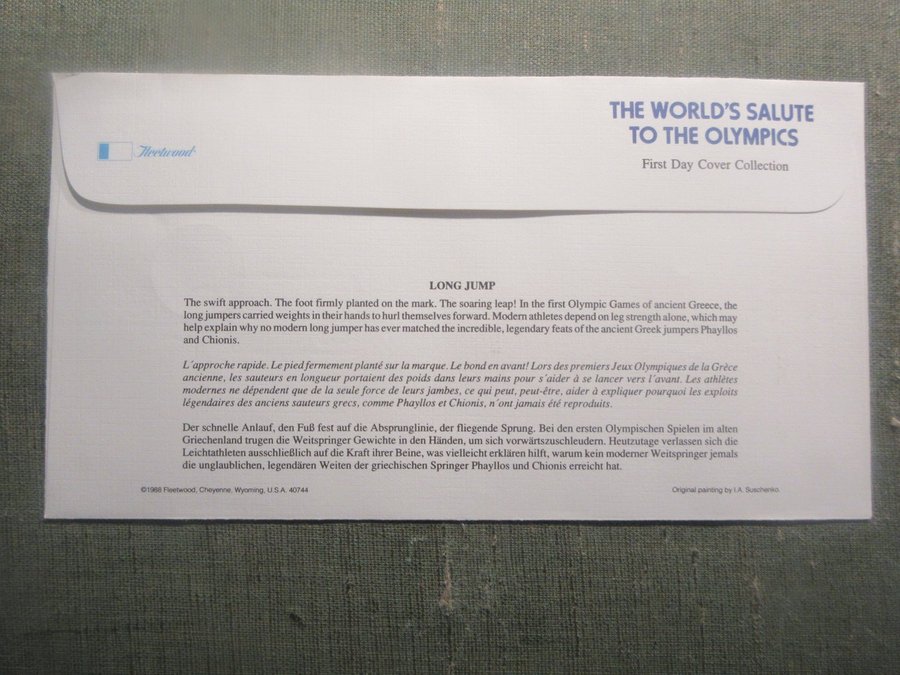 Fleetwood
THE WORLD'S SALUTE
TO THE OLYMPICS
First Day Cover Collection
LONG JUMP
The swift approach. The foot firmly planted on the mark. The soaring leap! In the first Olympic Games of ancient Greece, the
long jumpers carried weights in their hands to hurl themselves forward. Modern athletes depend on leg strength alone, which may
help explain why no modern long jumper has ever matched the incredible, legendary feats of the ancient Greek jumpers Phayllos
and Chionis.
L'approche rapide. Le pied fermement planté sur la marque. Le bond en avant! Lors des premiers Jeux Olympiques de la Grèce
ancienne, les sauteurs en longueur portaient des poids dans leurs mains pour s'aider à se lancer vers l'avant. Les athlètes
modernes ne dépendent que de la seule force de leurs jambes, ce qui peut, peut-être, aider à expliquer pourquoi les exploits
légendaires des anciens sauteurs grecs, comme Phayllos et Chionis, n'ont jamais été reproduits.
Der schnelle Anlauf, den Fuß fest auf die Absprunglinie, der fliegende Sprung. Bei den ersten Olympischen Spielen im alten
Griechenland trugen die Weitspringer Gewichte in den Händen, um sich vorwärtszuschleudern. Heutzutage verlassen sich die
Leichtathleten ausschließlich auf die Kraft ihrer Beine, was vielleicht erklären hilft, warum kein moderner Weitspringer jemals
die unglaublichen, legendären Weiten der griechischen Springer Phayllos und Chionis erreicht hat.
©1988 Fleetwood, Cheyenne, Wyoming, U.S.A. 40744
Original painting by I.A. Suschenko.